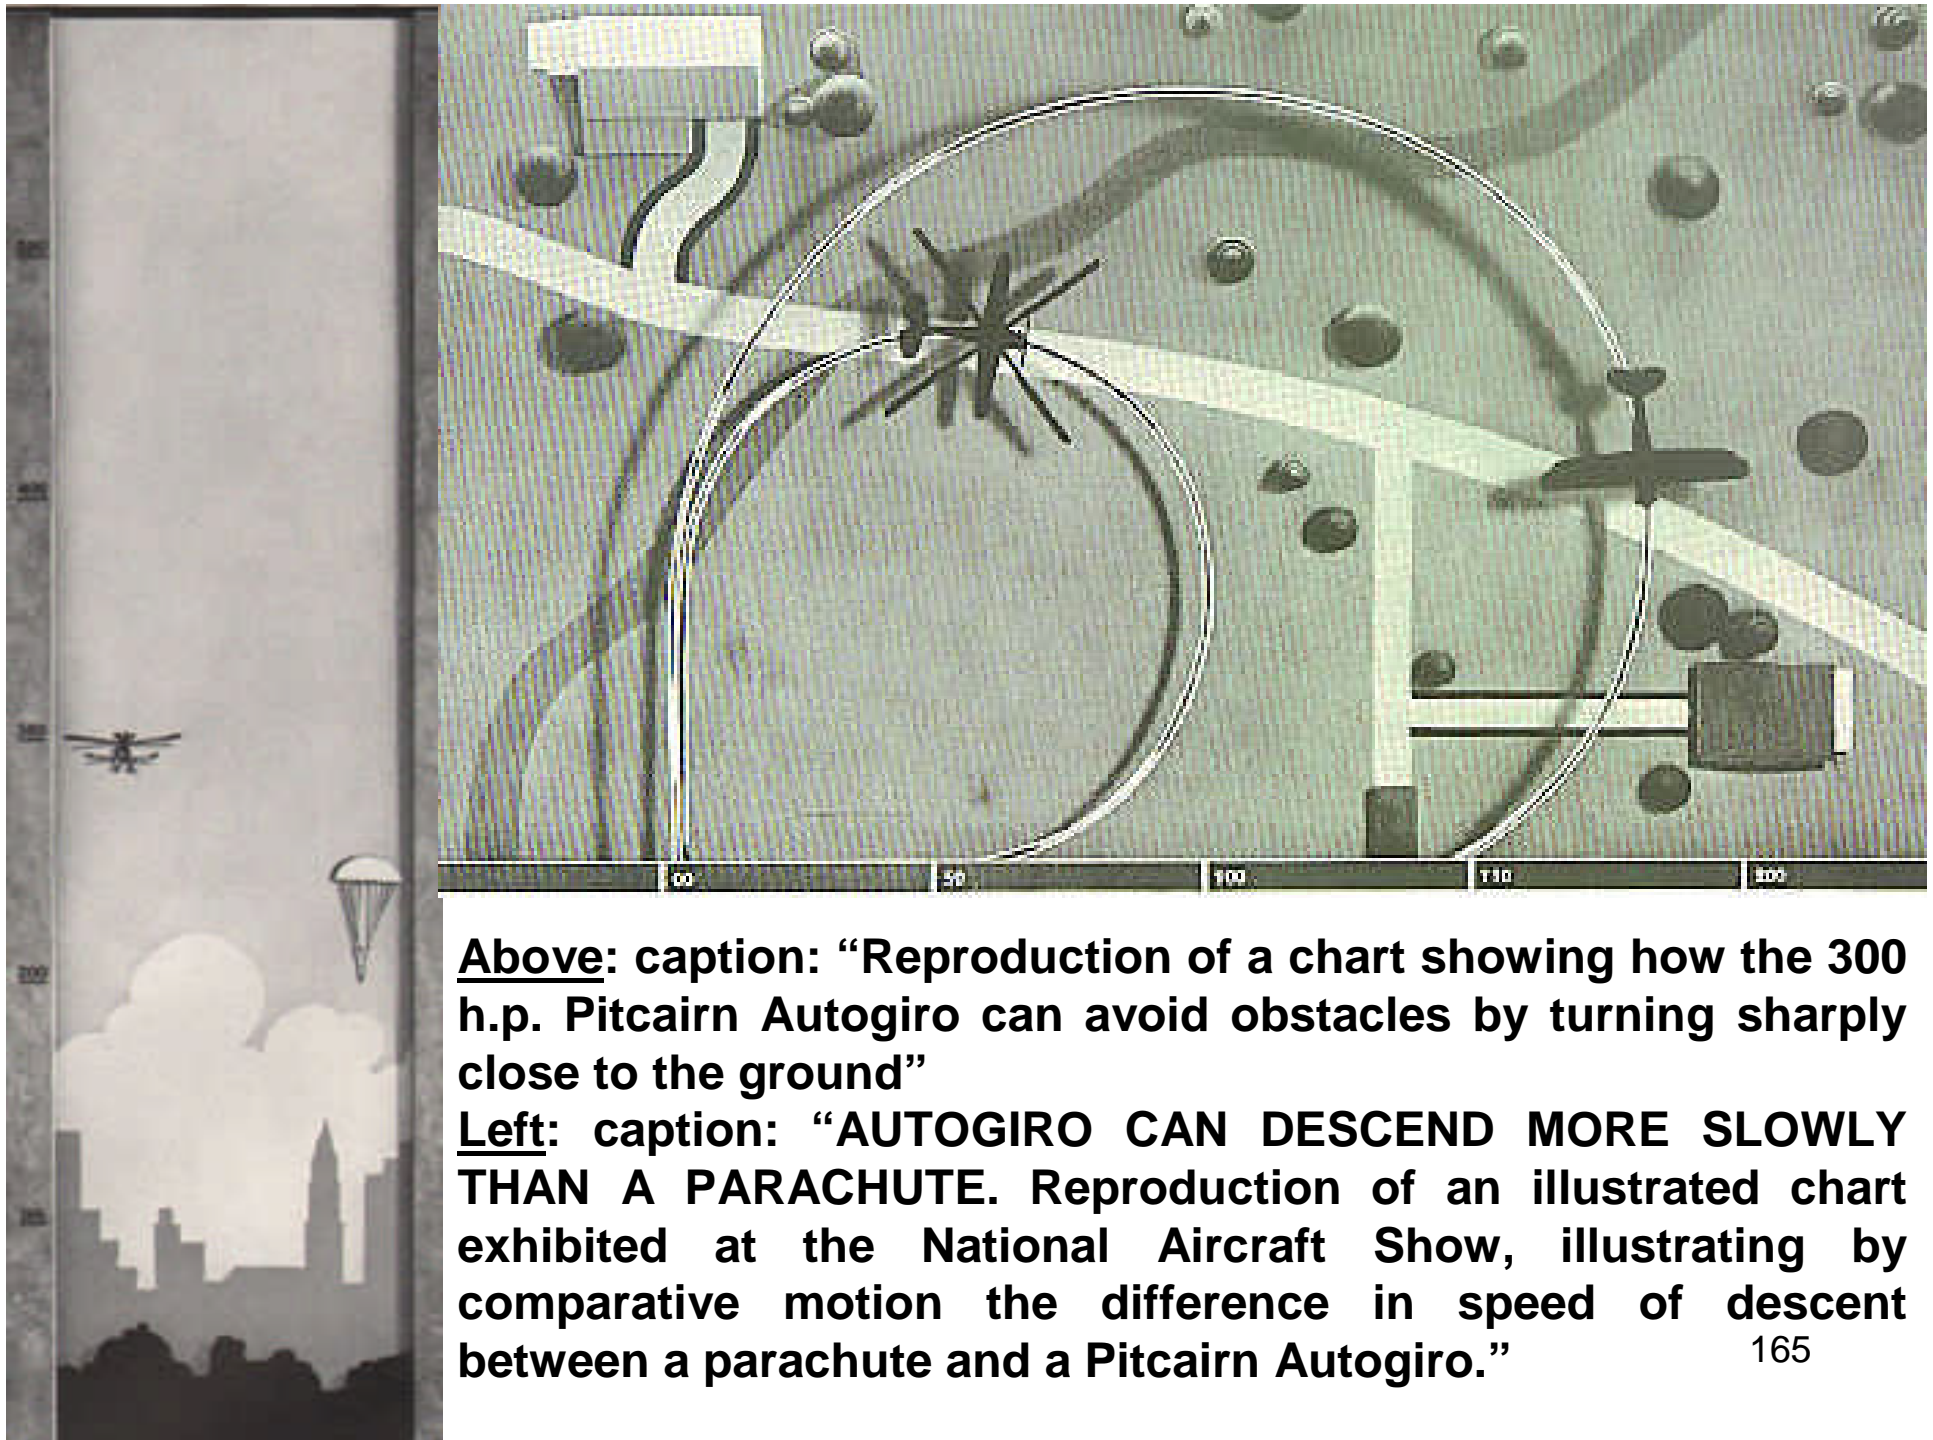 200
00
50
100
200
Above: caption: “Reproduction of a chart showing how the 300
h.p. Pitcairn Autogiro can avoid obstacles by turning sharply
close to the ground”
Left: caption: “AUTOGIRO CAN DESCEND MORE SLOWLY
THAN A PARACHUTE. Reproduction of an illustrated chart
exhibited at the National Aircraft Show, illustrating by
comparative motion the difference in speed of descent
between a parachute and a Pitcairn Autogiro.”
165